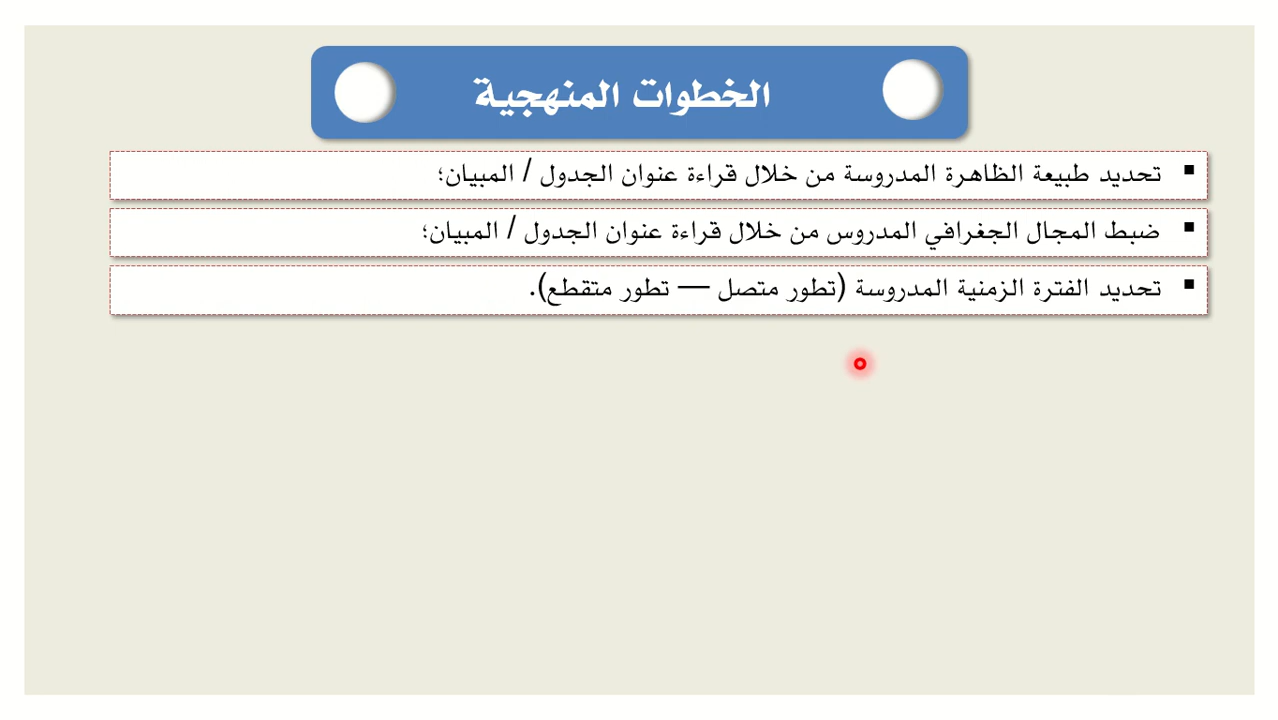 الخطوات المنهجية
▪ تحديد طبيعة الظاهرة المدروسة من خلال قراءة عنوان الجدول / المبيان؛
▪ ضبط المجال الجغرافي المدروس من خلال قراءة عنوان الجدول / المبيان؛
▪ تحديد الفترة الزمنية المدروسة (تطور متصل — تطور متقطع).